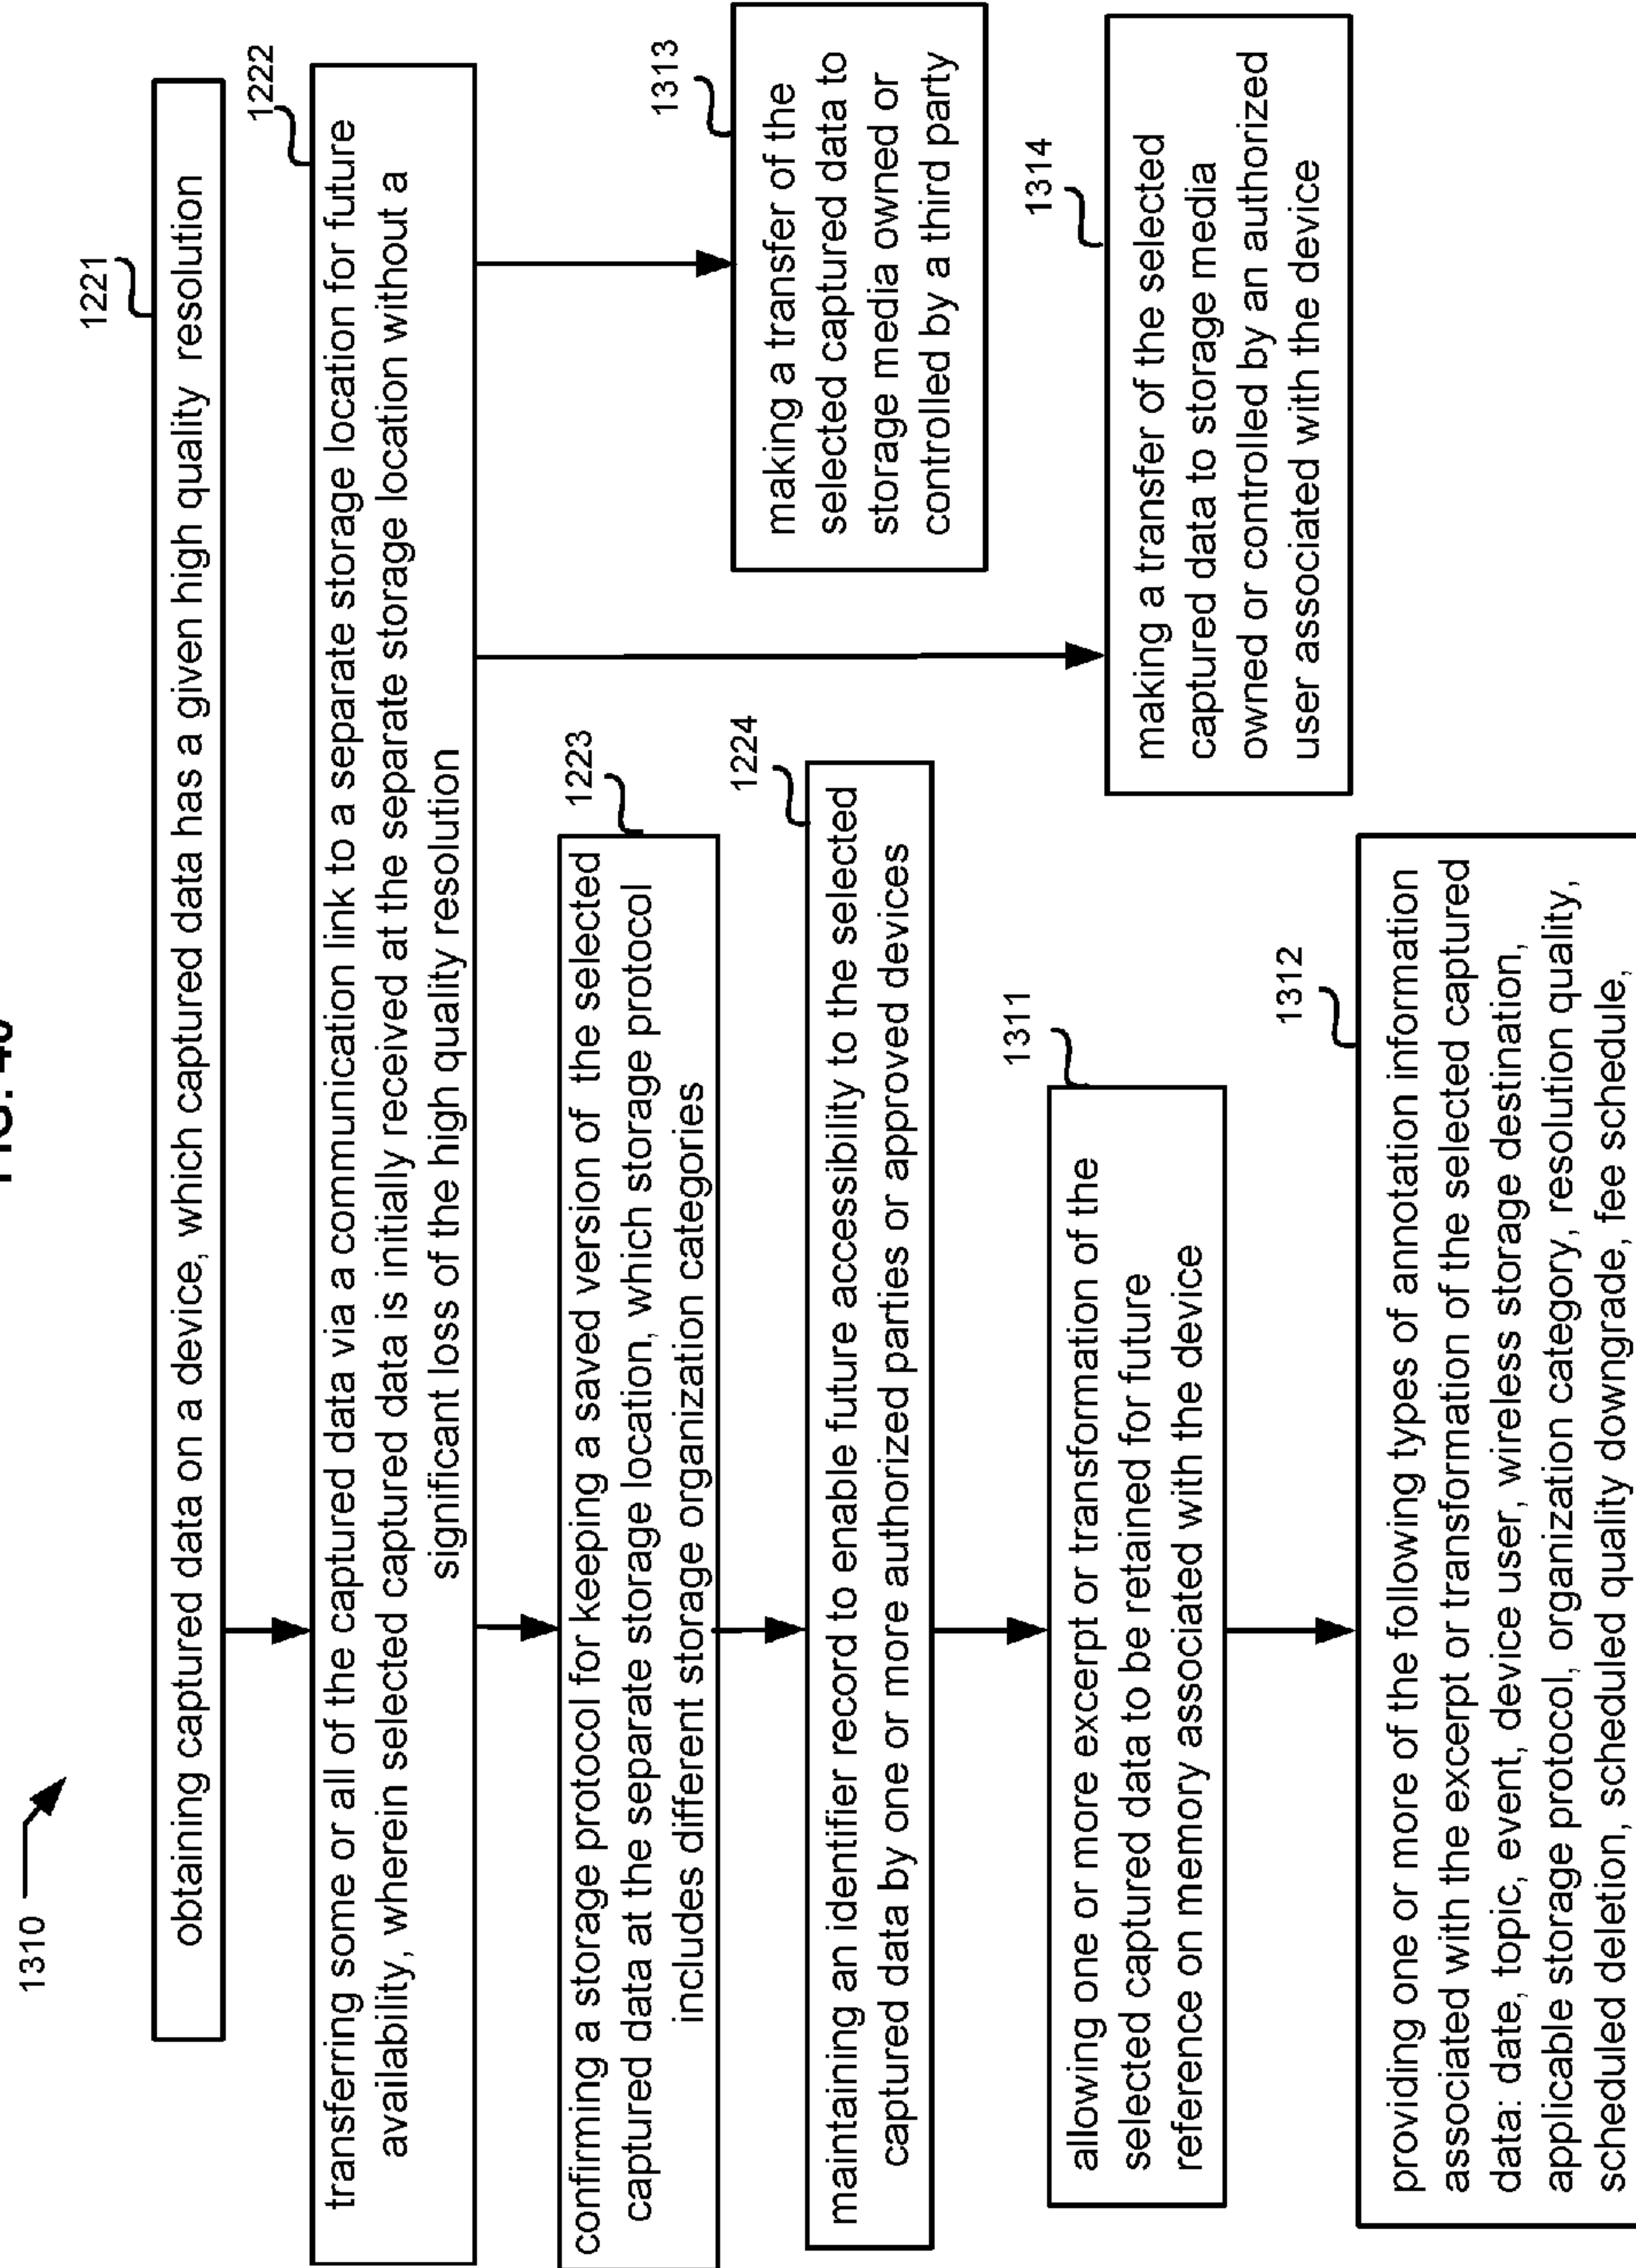 FIG.
1310
1221
obtaining captured data on a device, which captured data has a given high quality resolution
1222
transferring some or all of the captured data via a communication link to a separate storage location for future
availability, wherein selected captured data is initially received at the separate storage location without a
significant loss of the high quality resolution
1223
confirming a storage protocol for keeping a saved version of the selected
captured data at the separate storage location, which storage protocol
includes different storage organization categories
1224
maintaining an identifier record to enable future accessibility to the selected
captured data by one or more authorized parties or approved devices
1311
allowing one or more excerpt or transformation of the
selected captured data to be retained for future
reference on memory associated with the device
1312
providing one or more of the following types of annotation information
associated with the excerpt or transformation of the selected captured
data: date, topic, event, device user, wireless storage destination,
applicable storage protocol, organization category, resolution quality,
scheduled deletion, scheduled quality downgrade, fee schedule,
1313
making a transfer of the
selected captured data to
storage media owned or
controlled by a third party
1314
making a transfer of the selected
captured data to storage media
owned or controlled by an authorized
user associated with the device